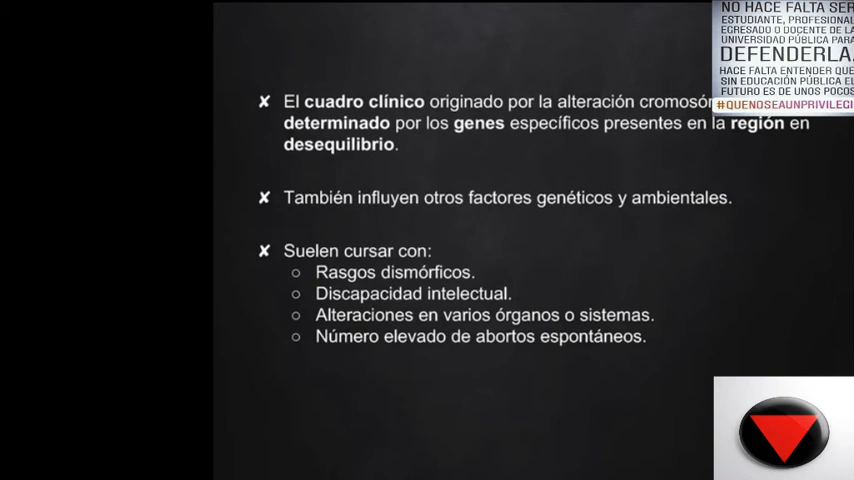 NO HACE FALTA SER
ESTUDIANTE, PROFESIONAL
EGRESADO O DOCENTE DE LA
UNIVERSIDAD PÚBLICA PARA
DEFENDERLA.
HACE FALTA ENTENDER QUE
SIN EDUCACIÓN PÚBLICA EL
FUTURO ES DE UNOS POCOS
#QUENOSEAUNPRIVILEGI
✘ El cuadro clínico originado por la alteración cromosóm
determinado por los genes específicos presentes en la región en
desequilibrio.
✘ También influyen otros factores genéticos y ambientales.
✘ Suelen cursar con:
○ Rasgos dismórficos.
○ Discapacidad intelectual.
○ Alteraciones en varios órganos o sistemas.
○ Número elevado de abortos espontáneos.